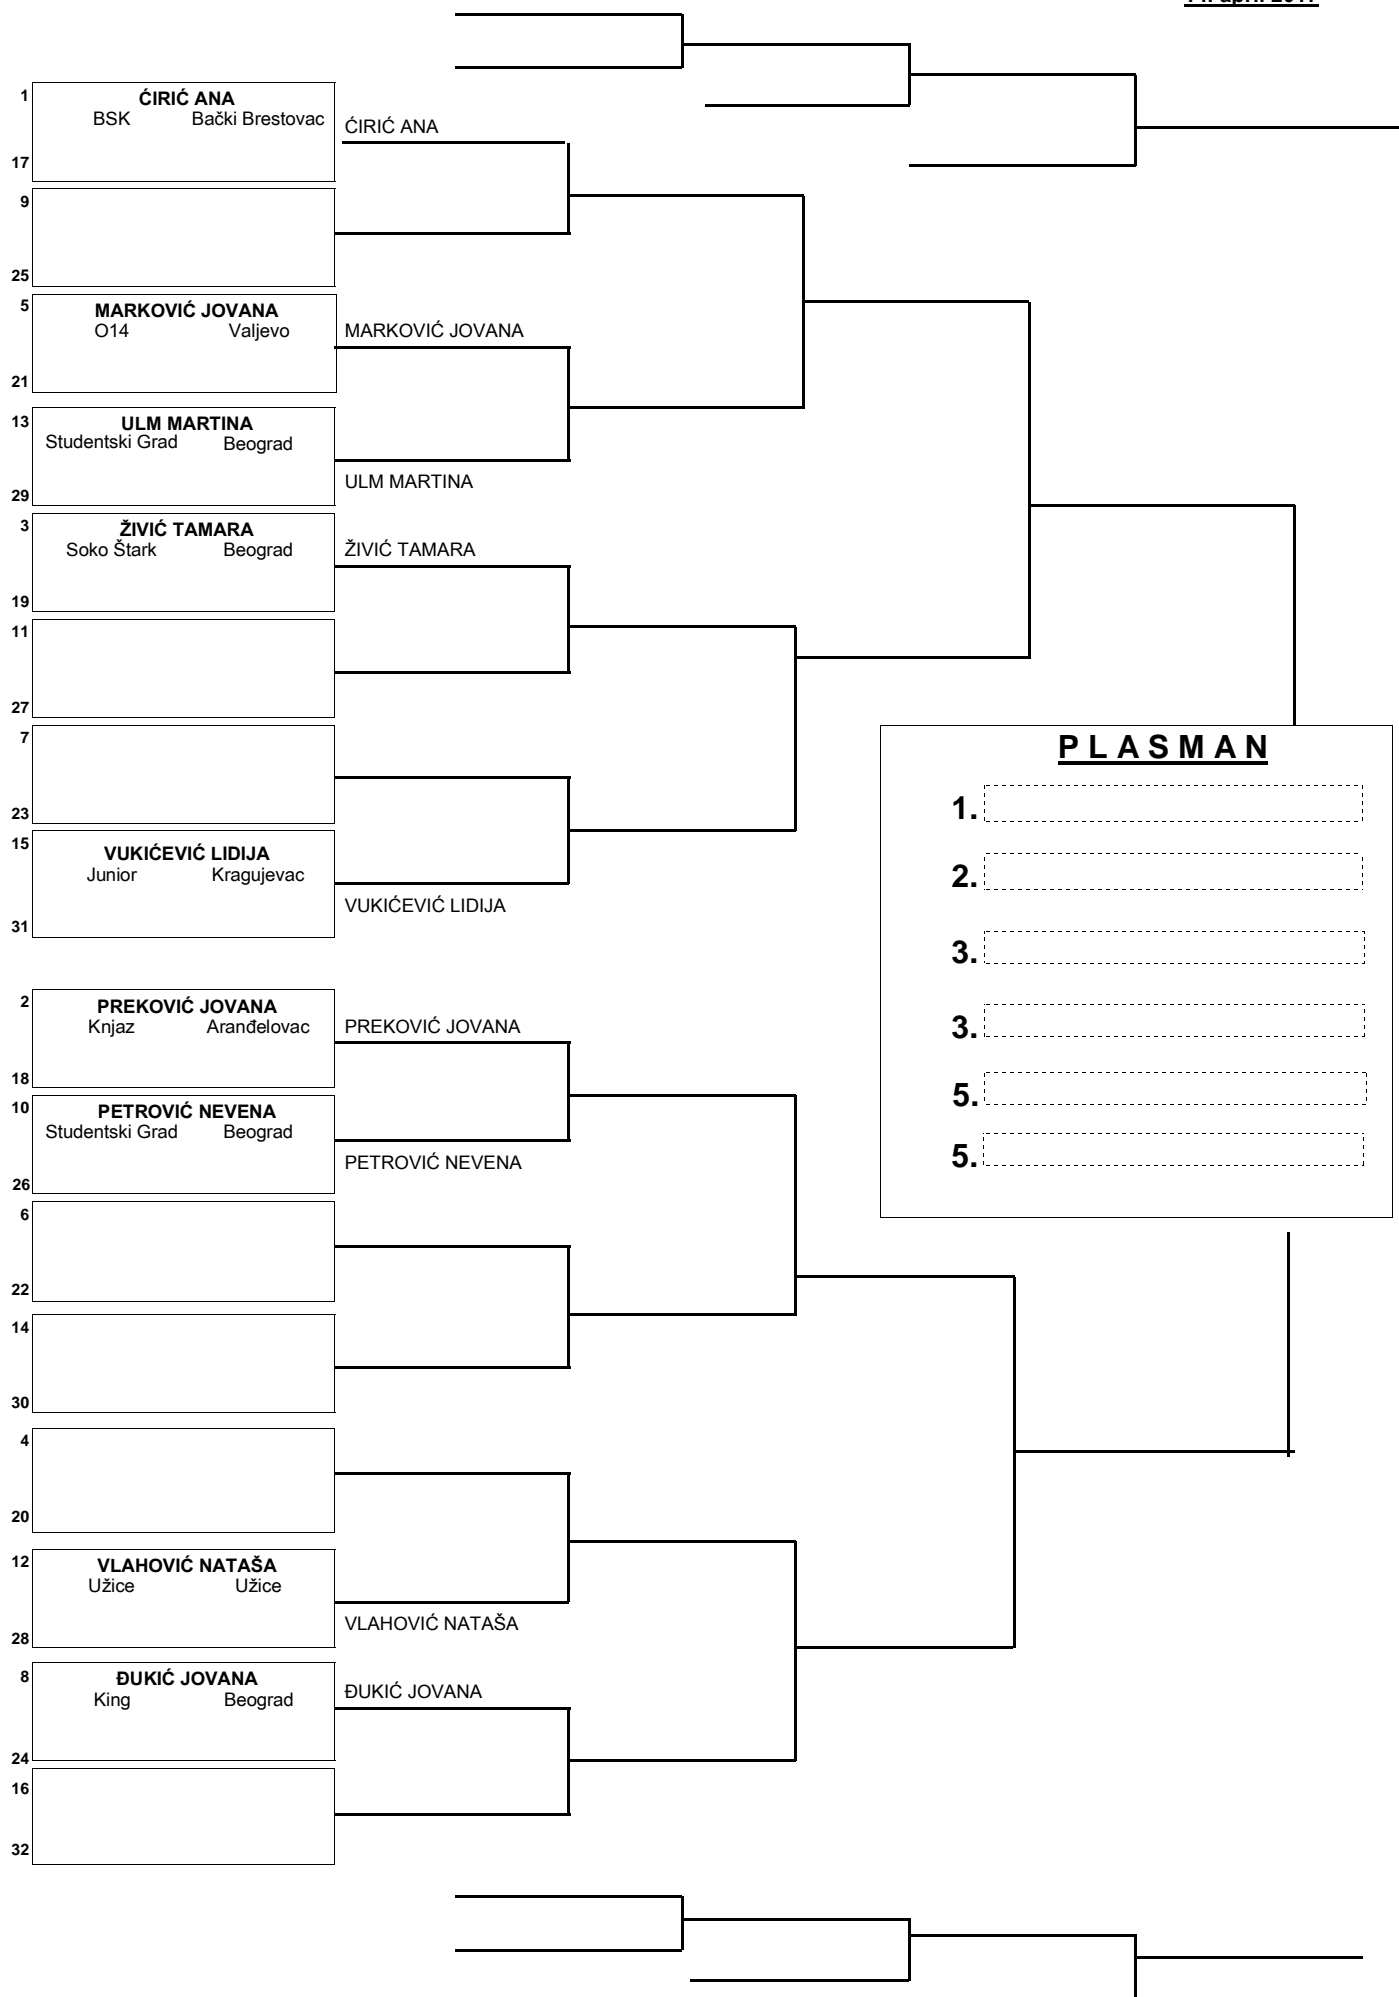 1
ĆIRIĆ ANA
BSK Bački Brestovac
ĆIRIĆ ANA
17
9
25
5
MARKOVIĆ JOVANA
O14 Valjevo
MARKOVIĆ JOVANA
21
13
ULM MARTINA
Studentski Grad Beograd
ULM MARTINA
29
3
ŽIVIĆ TAMARA
Soko Štark Beograd
ŽIVIĆ TAMARA
19
11
27
7
23
15
VUKIĆEVIĆ LIDIJA
Junior Kragujevac
VUKIĆEVIĆ LIDIJA
31
PLASMAN
1.
2.
3.
3.
5.
5.
2
PREKOVIĆ JOVANA
Knjaz Aranđelovac
PREKOVIĆ JOVANA
18
10
PETROVIĆ NEVENA
Studentski Grad Beograd
PETROVIĆ NEVENA
26
6
22
14
30
4
20
12
VLAHOVIĆ NATAŠA
Užice Užice
VLAHOVIĆ NATAŠA
28
8
ĐUKIĆ JOVANA
King Beograd
ĐUKIĆ JOVANA
24
16
32